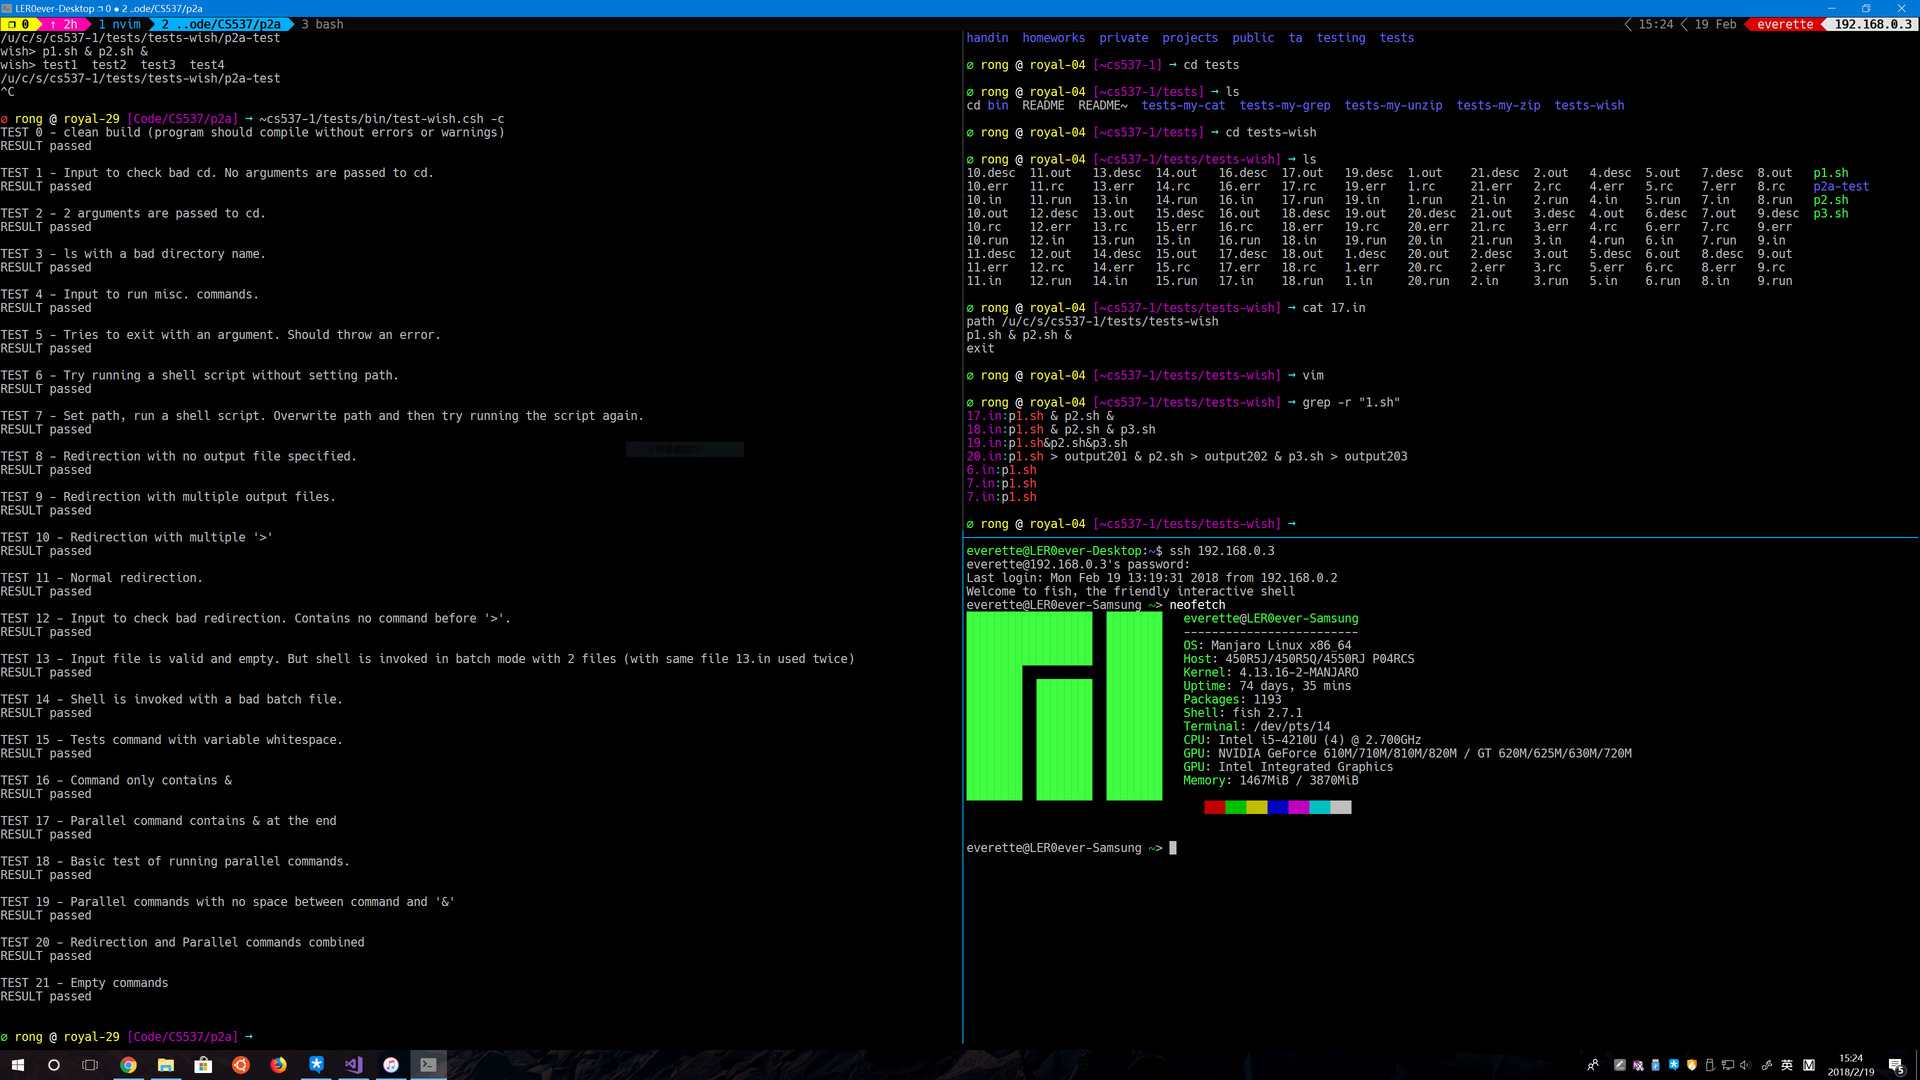 LER0ever-Desktop ❐ 0 ● 2 ..ode/CS537/p2a
❐ 0 ↑ 2h 1 nvim 2 ..ode/CS537/p2a 3 bash
15:24 19 Feb everette 192.168.0.3
/u/c/s/cs537-1/tests/tests-wish/p2a-test
wish> p1.sh & p2.sh &
wish> test1  test2  test3  test4
/u/c/s/cs537-1/tests/tests-wish/p2a-test
^C
∅ rong @ royal-29 [Code/CS537/p2a] → ~cs537-1/tests/bin/test-wish.csh -c
TEST 0 - clean build (program should compile without errors or warnings)
RESULT passed
TEST 1 - Input to check bad cd. No arguments are passed to cd.
RESULT passed
TEST 2 - 2 arguments are passed to cd.
RESULT passed
TEST 3 - ls with a bad directory name.
RESULT passed
TEST 4 - Input to run misc. commands.
RESULT passed
TEST 5 - Tries to exit with an argument. Should throw an error.
RESULT passed
TEST 6 - Try running a shell script without setting path.
RESULT passed
TEST 7 - Set path, run a shell script. Overwrite path and then try running the script again.
RESULT passed
TEST 8 - Redirection with no output file specified.
RESULT passed
TEST 9 - Redirection with multiple output files.
RESULT passed
TEST 10 - Redirection with multiple '>'
RESULT passed
TEST 11 - Normal redirection.
RESULT passed
TEST 12 - Input to check bad redirection. Contains no command before '>'.
RESULT passed
TEST 13 - Input file is valid and empty. But shell is invoked in batch mode with 2 files (with same file 13.in used twice)
RESULT passed
TEST 14 - Shell is invoked with a bad batch file.
RESULT passed
TEST 15 - Tests command with variable whitespace.
RESULT passed
TEST 16 - Command only contains &
RESULT passed
TEST 17 - Parallel command contains & at the end
RESULT passed
TEST 18 - Basic test of running parallel commands.
RESULT passed
TEST 19 - Parallel commands with no space between command and '&'
RESULT passed
TEST 20 - Redirection and Parallel commands combined
RESULT passed
TEST 21 - Empty commands
RESULT passed
∅ rong @ royal-29 [Code/CS537/p2a] →
handin  homeworks  private  projects  public  ta  testing  tests
∅ rong @ royal-04 [~cs537-1] → cd tests
∅ rong @ royal-04 [~cs537-1/tests] → ls
cd bin  README  README~  tests-my-cat  tests-my-grep  tests-my-unzip  tests-my-zip  tests-wish
∅ rong @ royal-04 [~cs537-1/tests] → cd tests-wish
∅ rong @ royal-04 [~cs537-1/tests/tests-wish] → ls
10.desc  11.out  13.desc  14.out  16.desc  17.out  19.desc  1.out  21.desc  2.out  4.desc  5.out  7.desc  8.out  p1.sh
10.err  11.rc  13.err  14.rc  16.err  17.rc  19.err  1.rc  21.err  2.rc  4.err  5.rc  7.err  8.rc  p2a-test
10.in  11.run  13.in  14.run  16.in  17.run  19.in  1.run  21.in  2.run  4.in  5.run  7.in  8.run  p2.sh
10.out  12.desc  13.out  15.desc  16.out  18.desc  19.out  20.desc  21.out  3.desc  4.out  6.desc  7.out  9.desc  p3.sh
10.rc  12.err  13.rc  15.err  16.rc  18.err  19.rc  20.err  21.rc  3.err  4.rc  6.err  7.rc  9.err
10.run  12.in  13.run  15.in  16.run  18.in  19.run  20.in  21.run  3.in  4.run  6.in  7.run  9.in
11.desc  12.out  14.desc  15.out  17.desc  18.out  1.desc  20.out  2.desc  3.out  5.desc  6.out  8.desc  9.out
11.err  12.rc  14.err  15.rc  17.err  18.rc  1.err  20.rc  2.err  3.rc  5.err  6.rc  8.err  9.rc
11.in  12.run  14.in  15.run  17.in  18.run  1.in  20.run  2.in  3.run  5.in  6.run  8.in  9.run
∅ rong @ royal-04 [~cs537-1/tests/tests-wish] → cat 17.in
path /u/c/s/cs537-1/tests/tests-wish
p1.sh & p2.sh &
exit
∅ rong @ royal-04 [~cs537-1/tests/tests-wish] → vim
∅ rong @ royal-04 [~cs537-1/tests/tests-wish] → grep -r "1.sh"
17.in:p1.sh & p2.sh &
18.in:p1.sh & p2.sh & p3.sh
19.in:p1.sh&p2.sh&p3.sh
20.in:p1.sh > output201 & p2.sh > output202 & p3.sh > output203
6.in:p1.sh
7.in:p1.sh
7.in:p1.sh
∅ rong @ royal-04 [~cs537-1/tests/tests-wish] →
everette@LER0ever-Desktop:~$ ssh 192.168.0.3
everette@192.168.0.3's password:
Last login: Mon Feb 19 13:19:31 2018 from 192.168.0.2
Welcome to fish, the friendly interactive shell
everette@LER0ever-Samsung ~> neofetch
everette@LER0ever-Samsung
-------------------------
OS: Manjaro Linux x86_64
Host: 450R5J/450R5Q/4550RJ P04RCS
Kernel: 4.13.16-2-MANJARO
Uptime: 74 days, 35 mins
Packages: 1193
Shell: fish 2.7.1
Terminal: /dev/pts/14
CPU: Intel i5-4210U (4) @ 2.700GHz
GPU: NVIDIA GeForce 610M/710M/810M/820M / GT 620M/625M/630M/720M
GPU: Intel Integrated Graphics
Memory: 1467MiB / 3870MiB
everette@LER0ever-Samsung ~>
英 M
15:24
2018/2/19
5